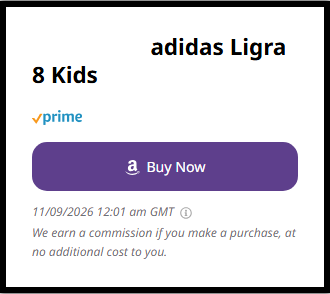 adidas Ligra
8 Kids
prime
a Buy Now
11/09/2026 12:01 am GMT
We earn a commission if you make a purchase, at
no additional cost to you.